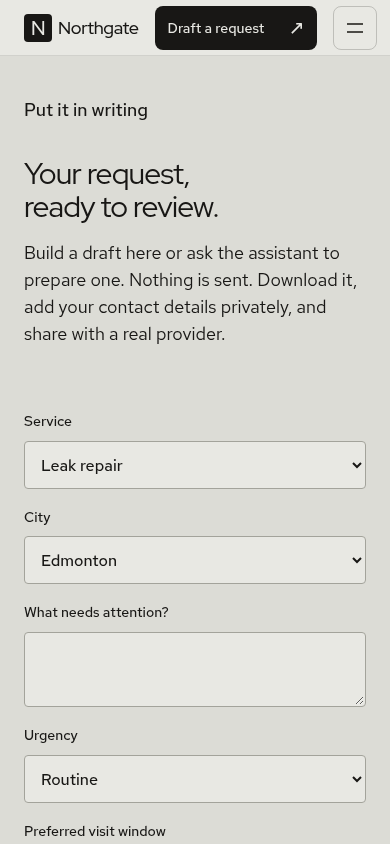 N Northgate
Draft a request ↗
Put it in writing
Your request,
ready to review.
Build a draft here or ask the assistant to
prepare one. Nothing is sent. Download it,
add your contact details privately, and
share with a real provider.
Service
Leak repair
City
Edmonton
What needs attention?
Urgency
Routine
Preferred visit window